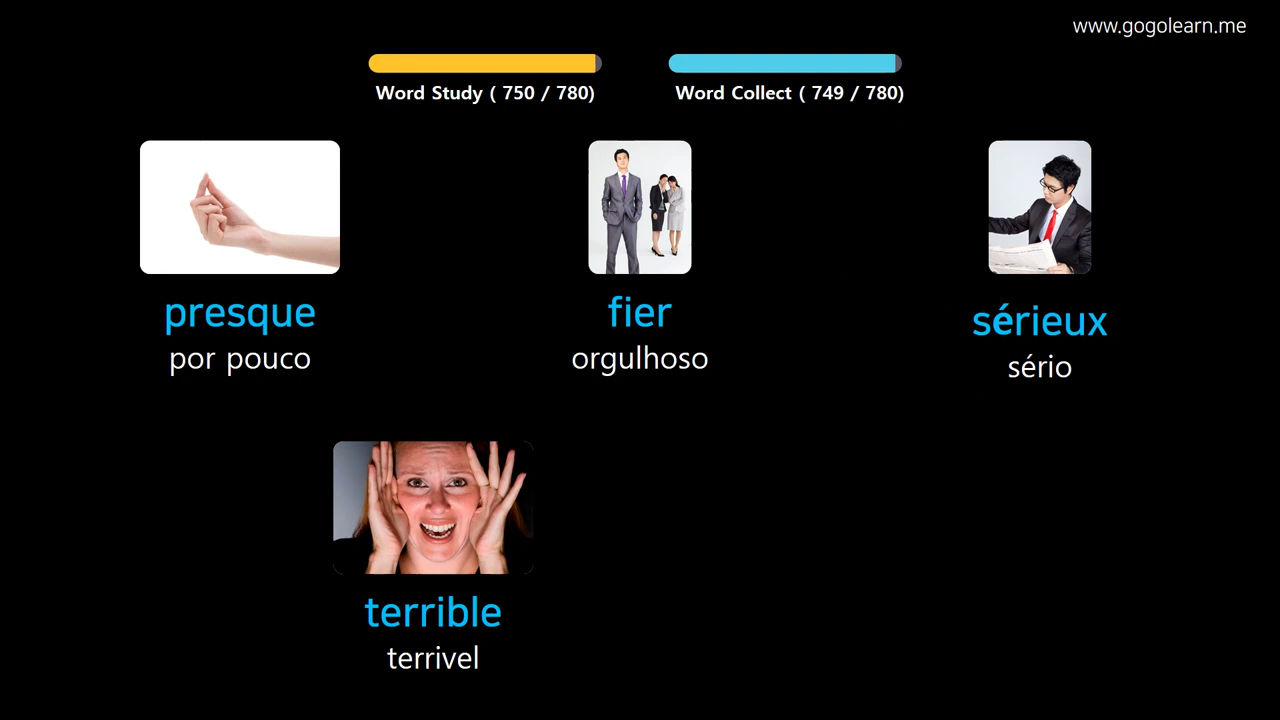 www.gogolearn.me
Word Study ( 750 / 780)
Word Collect ( 749 / 780)
presque
por pouco
fier
orgulhoso
sérieux
sério
terrible
terrivel